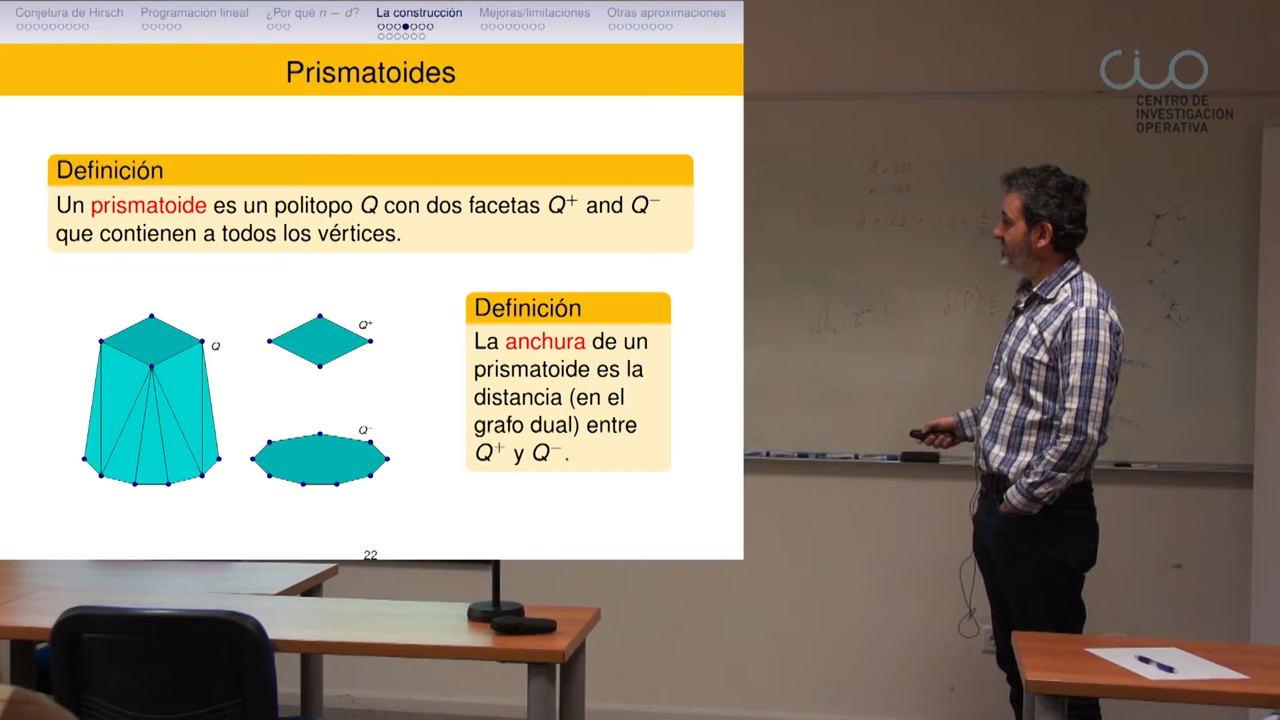 Conjetura de Hirsch Programación lineal ¿Por qué n − d? La construcción Mejoras/limitaciones Otras aproximaciones
Prismatoides
Definición
Un prismatoide es un politopo Q con dos facetas Q⁺ and Q⁻
que contienen a todos los vértices.
Q
Q⁺
Q⁻
Definición
La anchura de un
prismatoide es la
distancia (en el
grafo dual) entre
Q⁺ y Q⁻.
22
CIO
CENTRO DE
INVESTIGACION
OPERATIVA